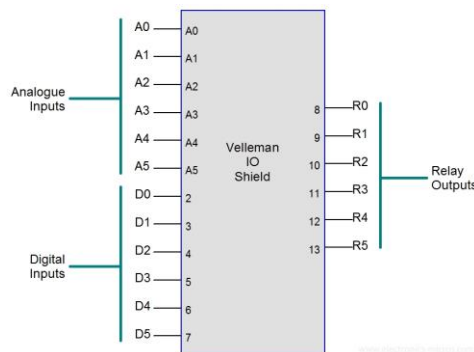 Analogue
Inputs
A0 A0
A1 A1
A2 A2
A3 A3
A4 A4
A5 A5
Digital
Inputs
D0 2
D1 3
D2 4
D3 5
D4 6
D5 7
Velleman
IO
Shield
8 R0
9 R1
10 R2
11 R3
12 R4
13 R5
Relay
Outputs